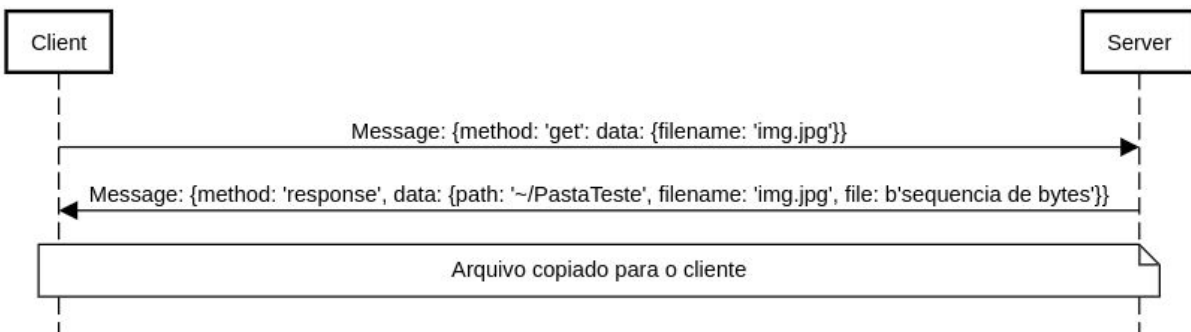 Client
Server
Message: {method: 'get': data: {filename: 'img.jpg'}}
Message: {method: 'response', data: {path: '~/PastaTeste', filename: 'img.jpg', file: b'sequencia de bytes'}}
Arquivo copiado para o cliente